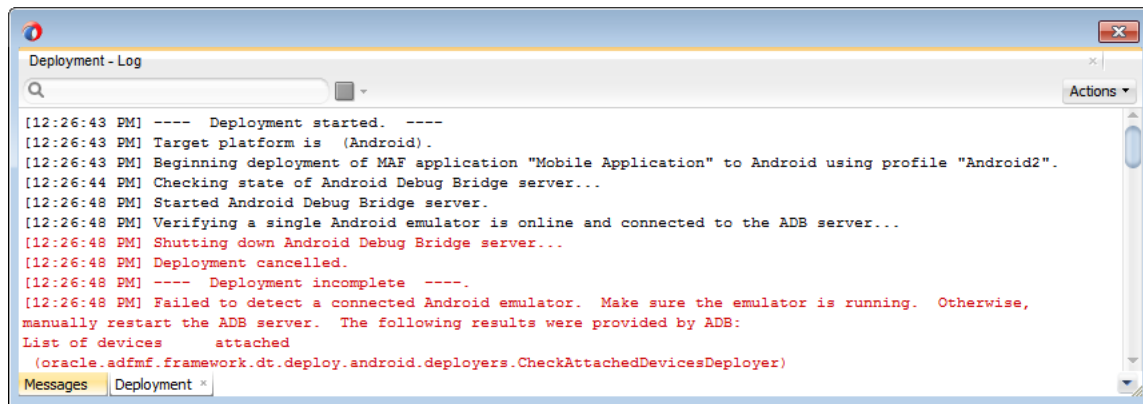 Deployment - Log
Actions
[12:26:43 PM] ----  Deployment started.  ----
[12:26:43 PM] Target platform is  (Android).
[12:26:43 PM] Beginning deployment of MAF application "Mobile Application" to Android using profile "Android2".
[12:26:44 PM] Checking state of Android Debug Bridge server...
[12:26:48 PM] Started Android Debug Bridge server.
[12:26:48 PM] Verifying a single Android emulator is online and connected to the ADB server...
[12:26:48 PM] Shutting down Android Debug Bridge server...
[12:26:48 PM] Deployment cancelled.
[12:26:48 PM] ----  Deployment incomplete  ----.
[12:26:48 PM] Failed to detect a connected Android emulator.  Make sure the emulator is running.  Otherwise,
manually restart the ADB server.  The following results were provided by ADB:
List of devices      attached
 (oracle.adfmf.framework.dt.deploy.android.deployers.CheckAttachedDevicesDeployer)
Messages Deployment